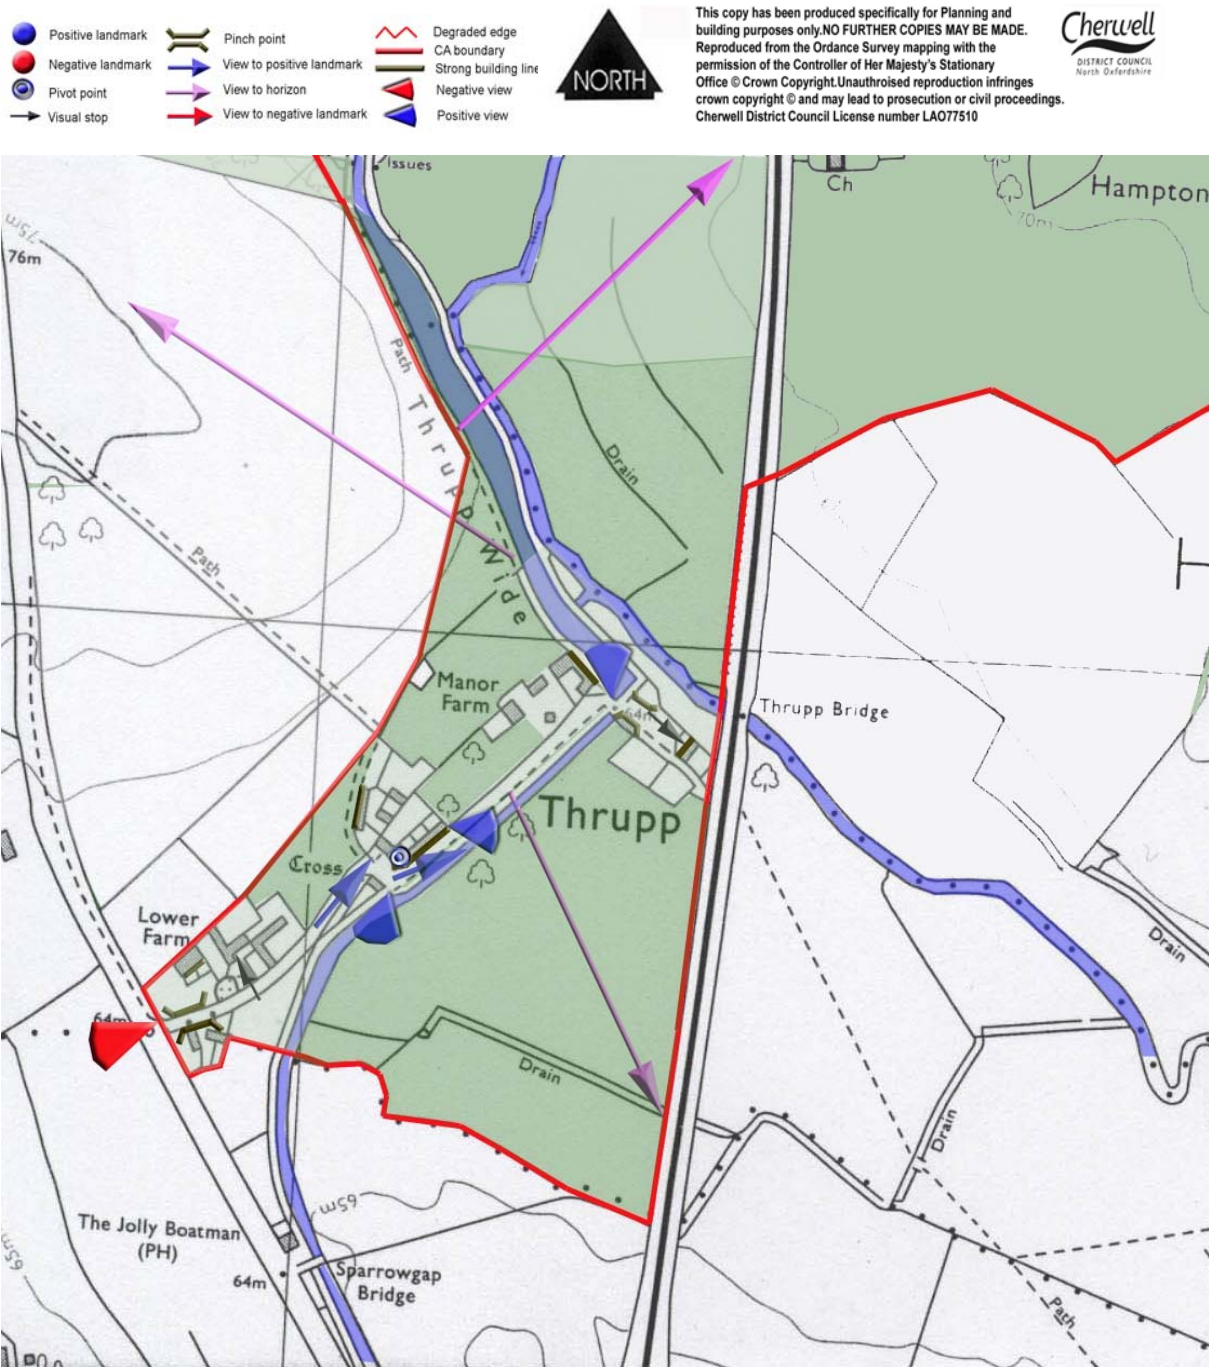 Positive landmark
Negative landmark
Pivot point
Visual stop
Pinch point
View to positive landmark
View to horizon
View to negative landmark
Degraded edge
CA boundary
Strong building line
Negative view
Positive view
NORTH
This copy has been produced specifically for Planning and
building purposes only.NO FURTHER COPIES MAY BE MADE.
Reproduced from the Ordance Survey mapping with the
permission of the Controller of Her Majesty's Stationary
Office © Crown Copyright.Unauthroised reproduction infringes
crown copyright © and may lead to prosecution or civil proceedings.
Cherwell District Council License number LAO77510
Cherwell
DISTRICT COUNCIL
North Oxfordshire
Issues
Ch
Hampton
70m
75m
76m
Path
Thrupp Wide
Drain
Path
Manor
Farm
64m
Thrupp Bridge
Thrupp
Cross
Lower
Farm
64m
Drain
Drain
Drain
65m
The Jolly Boatman
(PH)
65m
64m
Sparrowgap
Bridge
Path